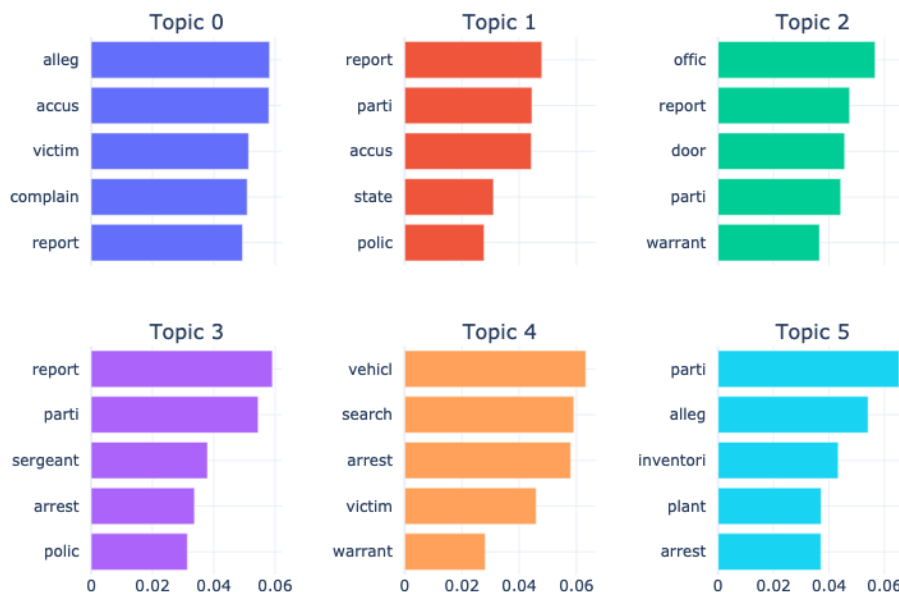 Topic 0
alleg
accus
victim
complain
report
Topic 1
report
parti
accus
state
polic
Topic 2
offic
report
door
parti
warrant
Topic 3
report
parti
sergeant
arrest
polic
0 0.02 0.04 0.06
Topic 4
vehicl
search
arrest
victim
warrant
0 0.02 0.04 0.06
Topic 5
parti
alleg
inventori
plant
arrest
0 0.02 0.04 0.06